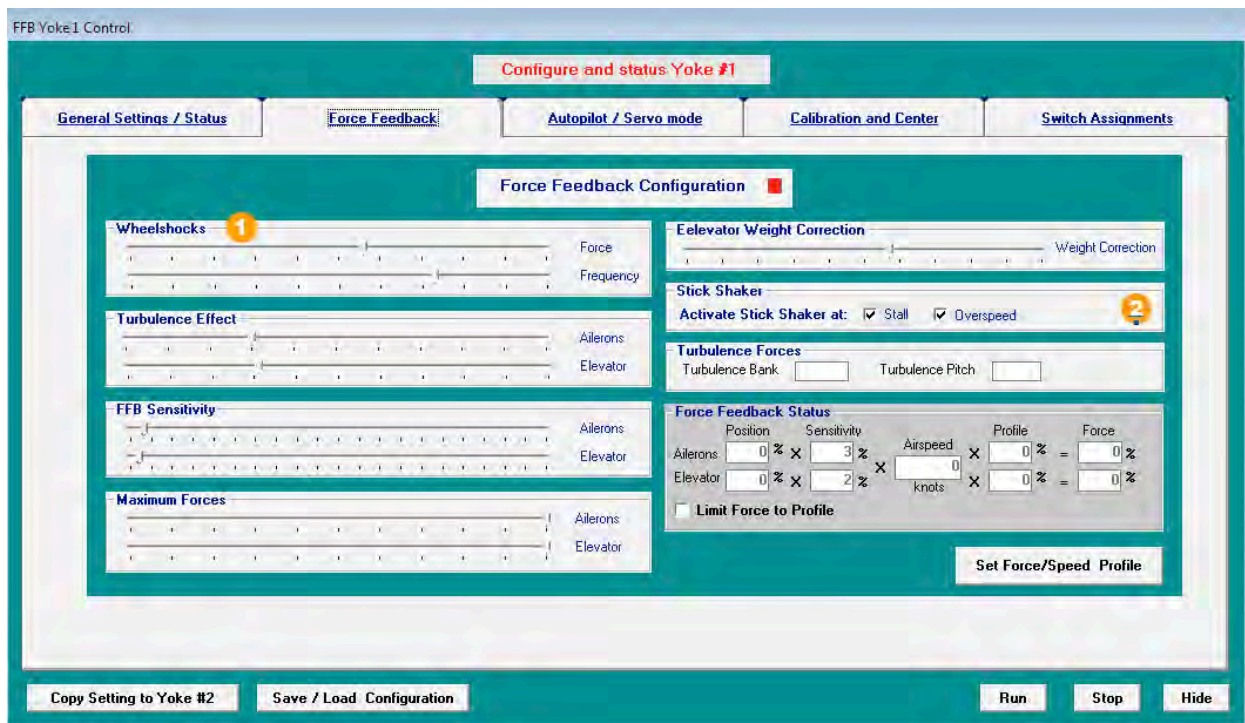 FFB Yoke1 Control
Configure and status Yoke #1
General Settings / Status
Force Feedback
Autopilot / Servo mode
Calibration and Center
Switch Assignments
Force Feedback Configuration
Wheelshocks 1
Force
Frequency
Turbulence Effect
Ailerons
Elevator
FFB Sensitivity
Ailerons
Elevator
Maximum Forces
Ailerons
Elevator
Eelevator Weight Correction
Weight Correction
Stick Shaker
Activate Stick Shaker at: Stall Overspeed 2
Turbulence Forces
Turbulence Bank Turbulence Pitch
Force Feedback Status
Position Sensitivity Airspeed Profile Force
Ailerons 0 % X 3 % X 0 X 0 % = 0 %
Elevator 0 % X 2 % knots X 0 % = 0 %
Limit Force to Profile
Set Force/Speed Profile
Copy Setting to Yoke #2
Save / Load Configuration
Run
Stop
Hide